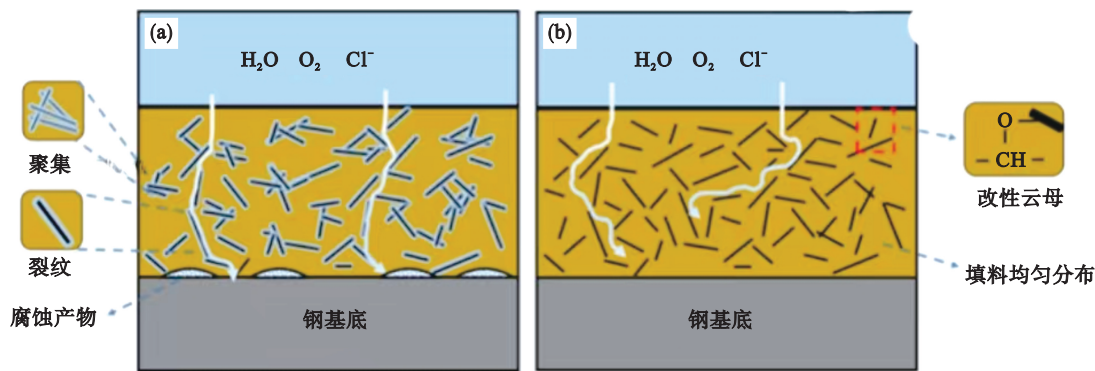 (a)
H₂O O₂ Cl⁻
聚集
裂纹
腐蚀产物
钢基底
(b)
H₂O O₂ Cl⁻
O
CH
改性云母
填料均匀分布
钢基底